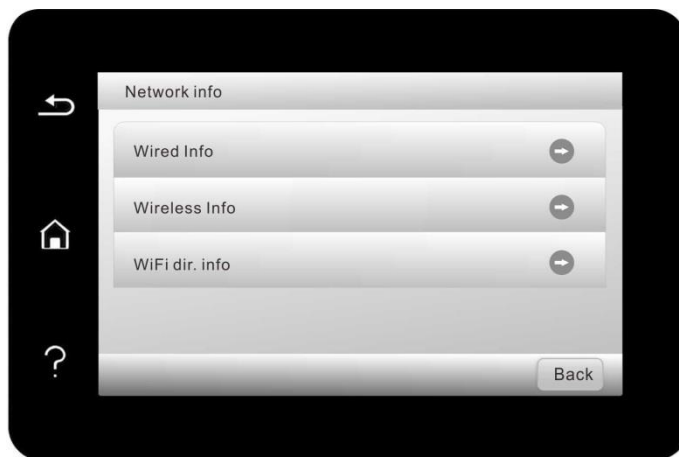 Network info
Wired Info
Wireless Info
WiFi dir. info
Back